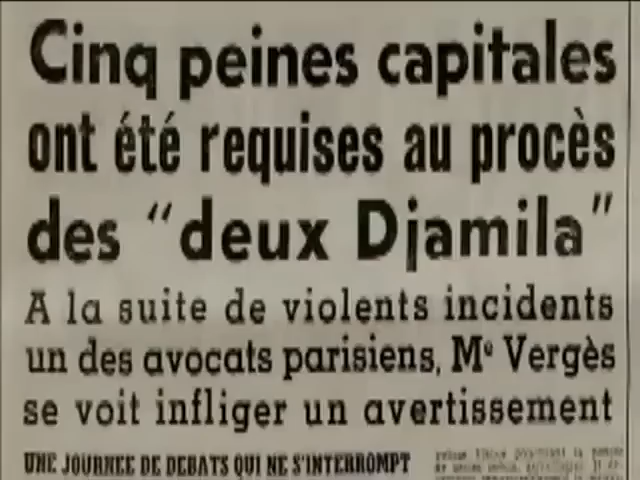 Cinq peines capitales
ont été requises au procès
des "deux Djamila"
A la suite de violents incidents
un des avocats parisiens, Me Vergès
se voit infliger un avertissement
UNE JOURNEE DE DEBATS QUI NE S'INTERROMPT